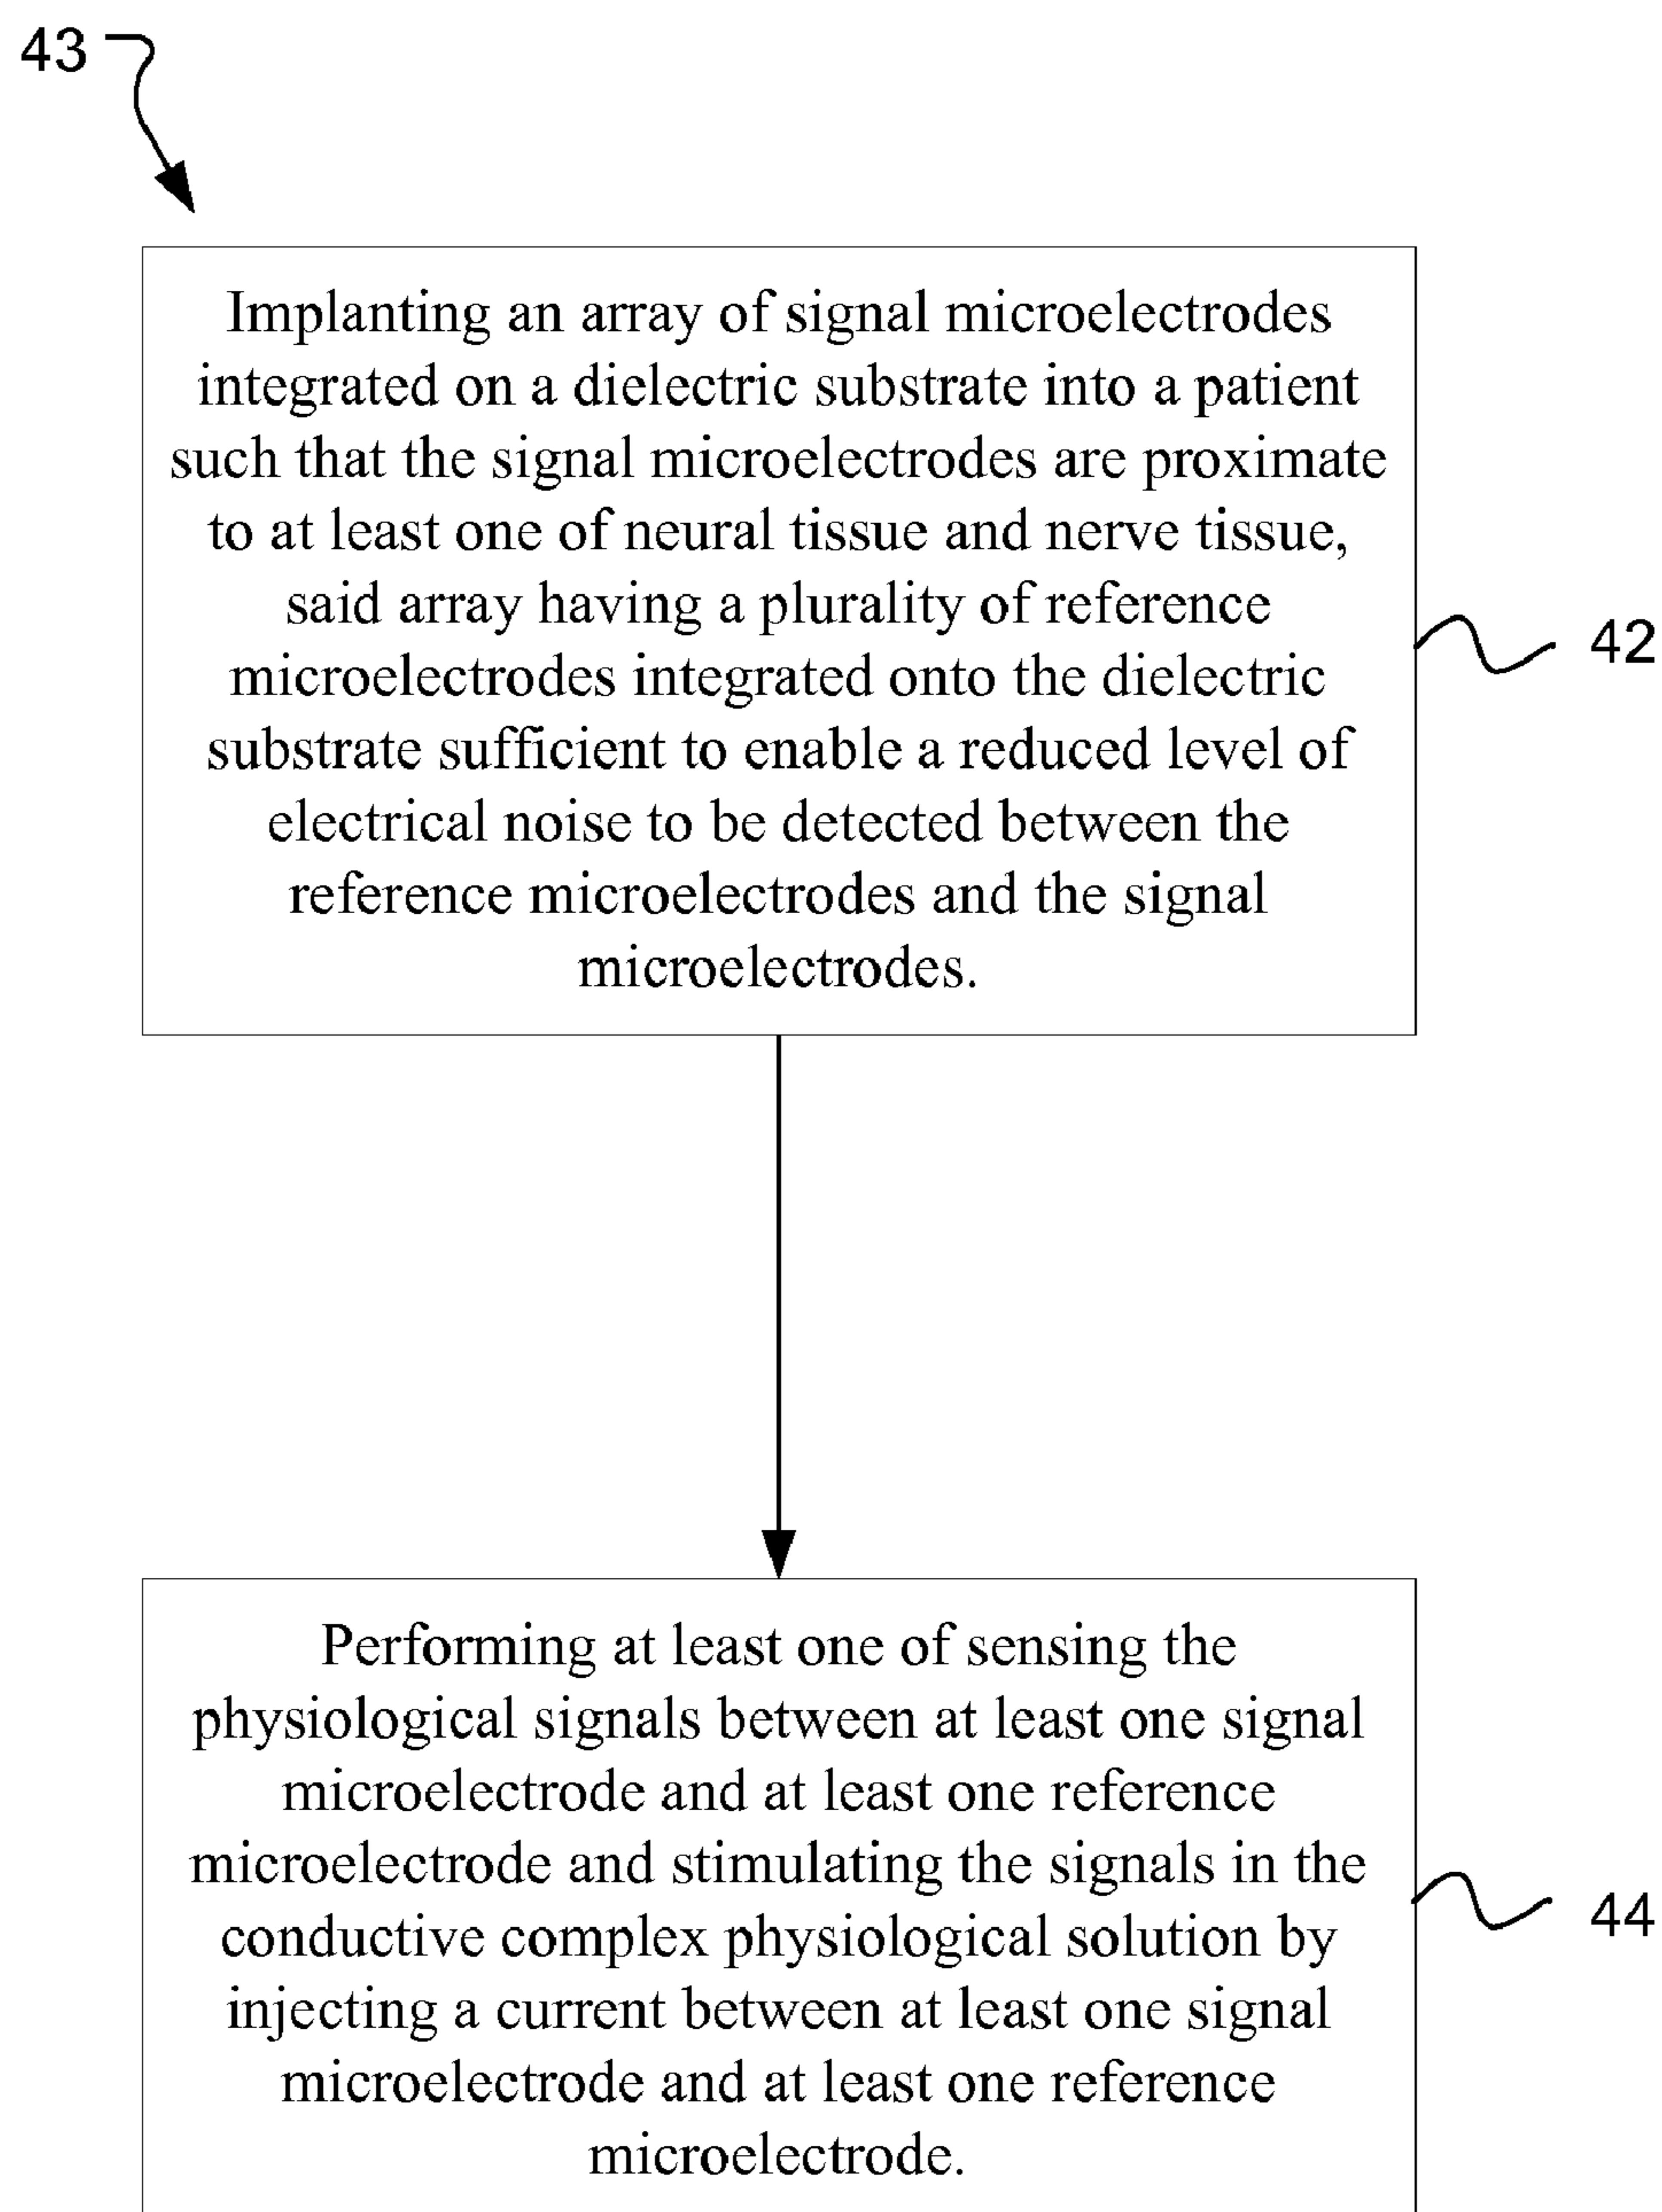 43
Implanting an array of signal microelectrodes
integrated on a dielectric substrate into a patient
such that the signal microelectrodes are proximate
to at least one of neural tissue and nerve tissue,
said array having a plurality of reference
microelectrodes integrated onto the dielectric
substrate sufficient to enable a reduced level of
electrical noise to be detected between the
reference microelectrodes and the signal
microelectrodes.
42
Performing at least one of sensing the
physiological signals between at least one signal
microelectrode and at least one reference
microelectrode and stimulating the signals in the
conductive complex physiological solution by
injecting a current between at least one signal
microelectrode and at least one reference
microelectrode.
44